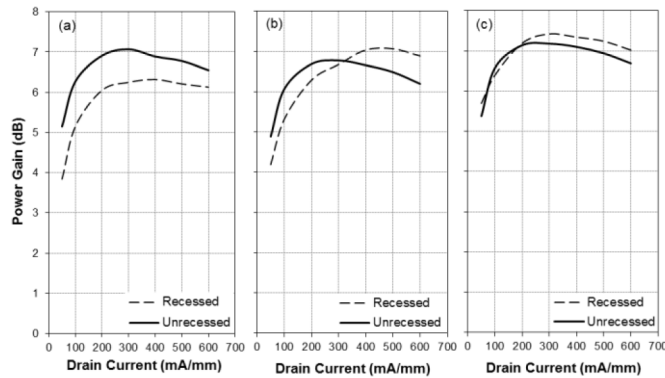 (a)
(b)
(c)
Power Gain (dB)
8
7
6
5
4
3
2
1
0
Recessed
Unrecessed
Recessed
Unrecessed
Recessed
Unrecessed
0 100 200 300 400 500 600 700
0 100 200 300 400 500 600 700
0 100 200 300 400 500 600 700
Drain Current (mA/mm)
Drain Current (mA/mm)
Drain Current (mA/mm)